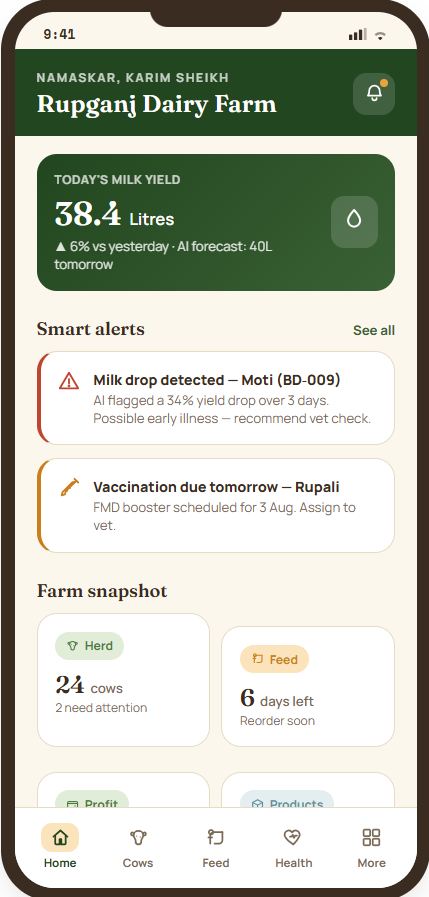 9:41
NAMASKAR, KARIM SHEIKH
Rupganj Dairy Farm
TODAY'S MILK YIELD
38.4 Litres
▲ 6% vs yesterday · AI forecast: 40L
tomorrow
Smart alerts
See all
Milk drop detected — Moti (BD-009)
AI flagged a 34% yield drop over 3 days.
Possible early illness — recommend vet check.
Vaccination due tomorrow — Rupali
FMD booster scheduled for 3 Aug. Assign to
vet.
Farm snapshot
Herd
24 cows
2 need attention
Feed
6 days left
Reorder soon
Profit
Products
Home
Cows
Feed
Health
More